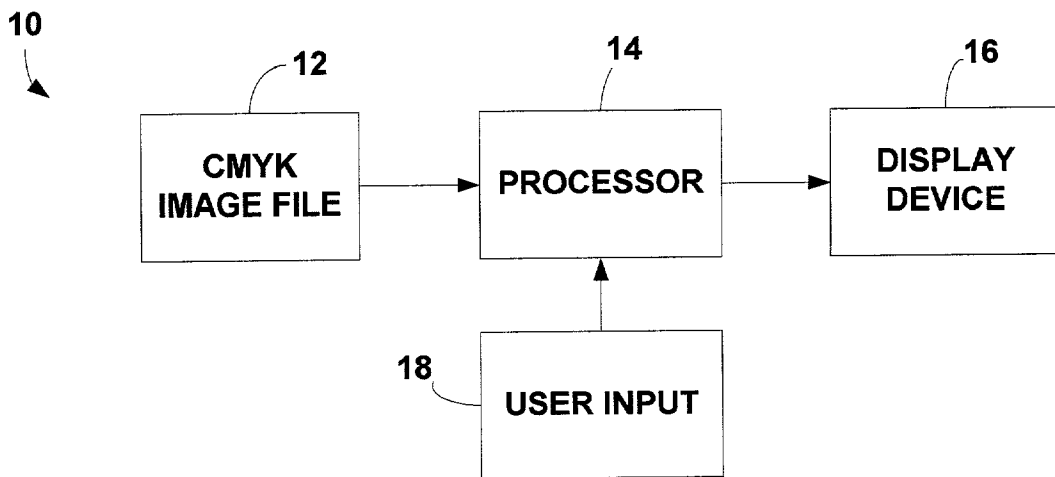 10
12
14
16
CMYK
IMAGE FILE
PROCESSOR
DISPLAY
DEVICE
18
USER INPUT